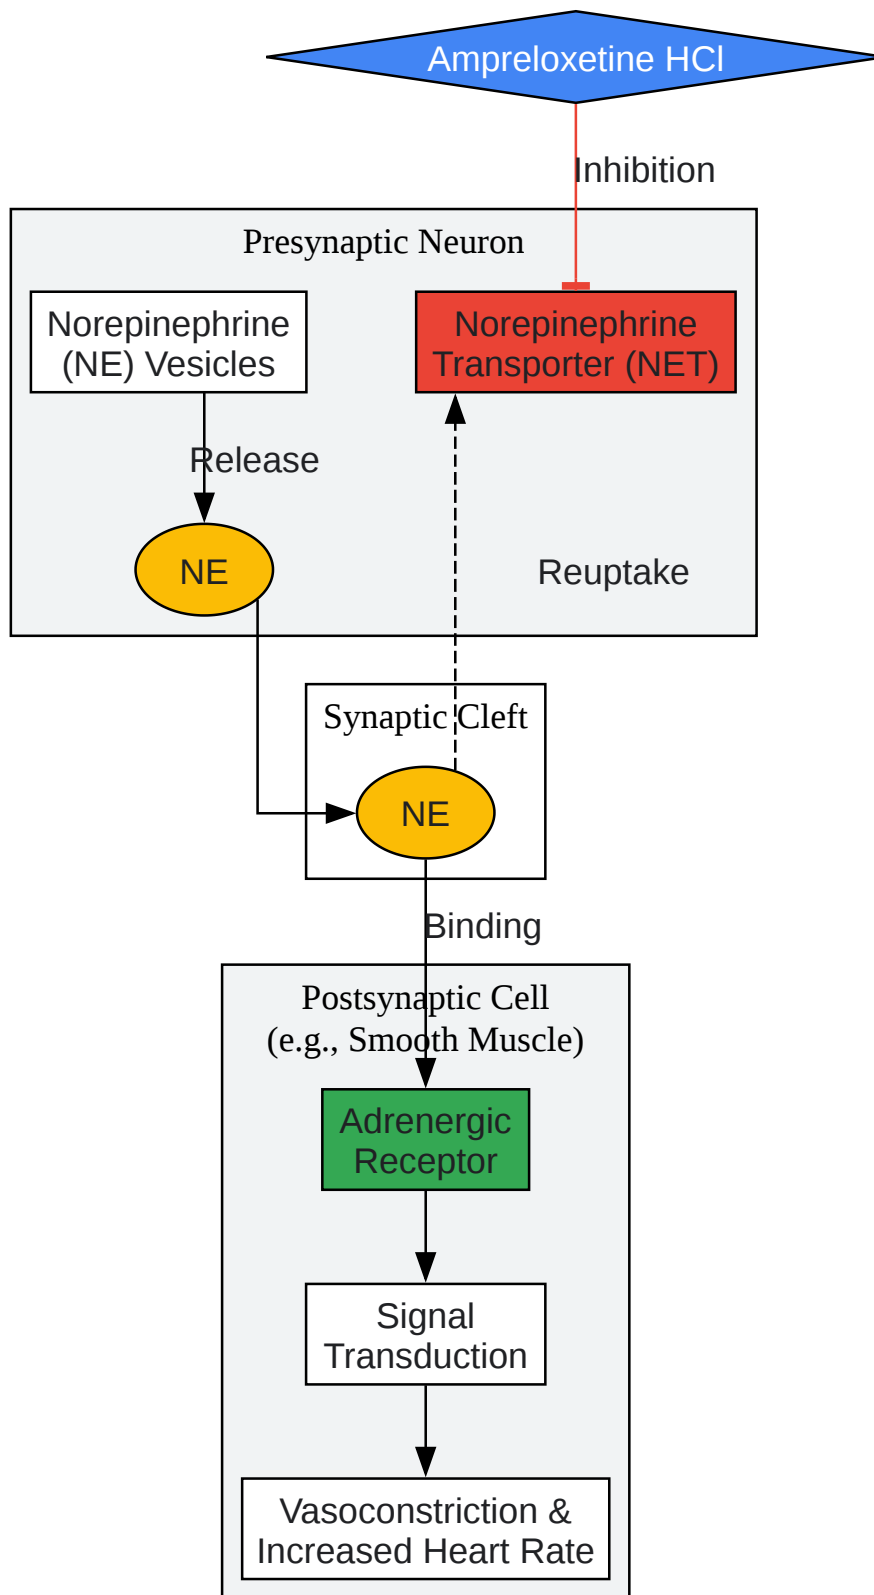 Ampreloxetine HCl
Inhibition
Presynaptic Neuron
Norepinephrine
(NE) Vesicles
Norepinephrine
Transporter (NET)
Release
NE
Reuptake
Synaptic Cleft
NE
Binding
Postsynaptic Cell
(e.g., Smooth Muscle)
Adrenergic
Receptor
Signal
Transduction
Vasoconstriction &
Increased Heart Rate